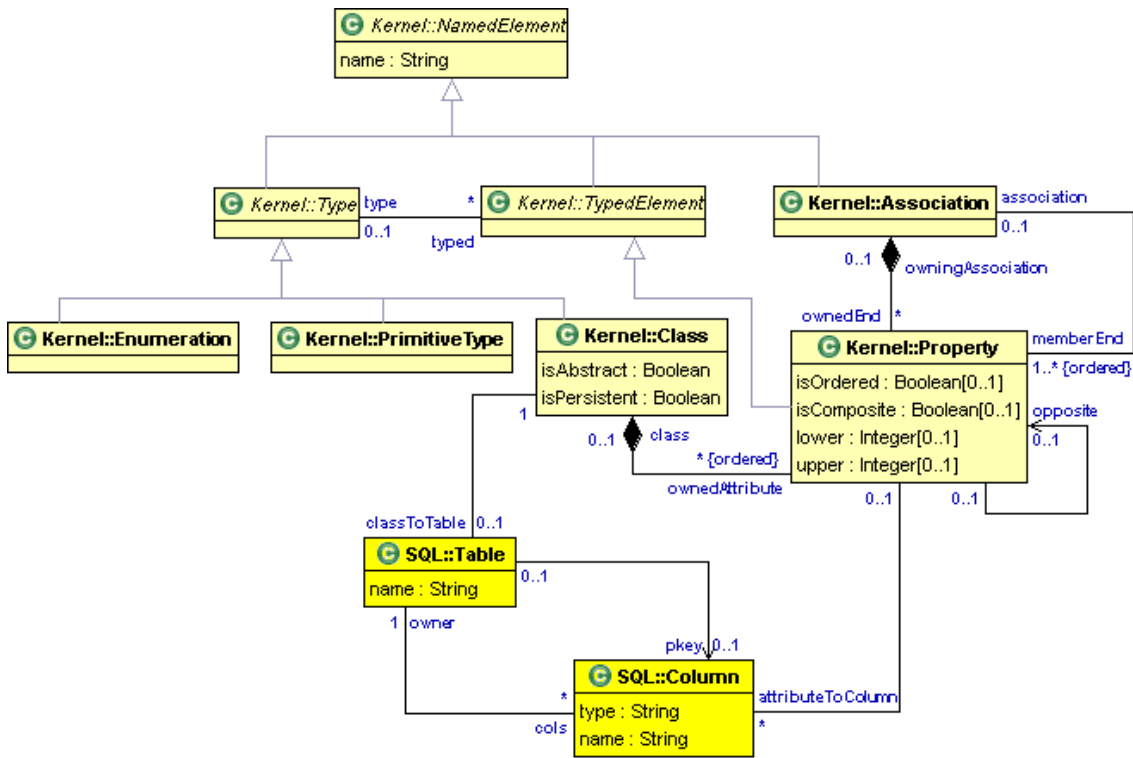 C Kernel::NamedElement
name : String
C Kernel::Type
type
0..1
*
typed
C Kernel::TypedElement
C Kernel::Association
association
0..1
0..1
owningAssociation
ownedEnd *
C Kernel::Enumeration
C Kernel::PrimitiveType
C Kernel::Class
isAbstract : Boolean
isPersistent : Boolean
C Kernel::Property
isOrdered : Boolean[0..1]
isComposite : Boolean[0..1]
lower : Integer[0..1]
upper : Integer[0..1]
memberEnd
1..* {ordered}
opposite
0..1
1
0..1
class
* {ordered}
ownedAttribute
0..1
0..1
classToTable 0..1
C SQL::Table
name : String
0..1
1 owner
pkey 0..1
C SQL::Column
type : String
name : String
*
cols
attributeToColumn
*